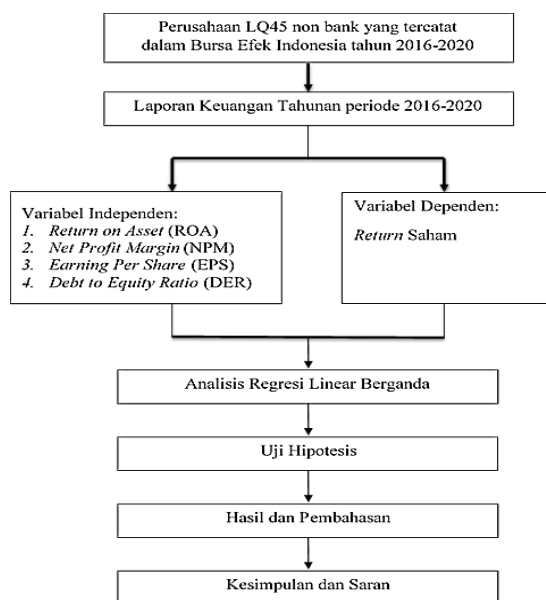 Perusahaan LQ45 non bank yang tercatat
dalam Bursa Efek Indonesia tahun 2016-2020
Laporan Keuangan Tahunan periode 2016-2020
Variabel Independen:
1. Return on Asset (ROA)
2. Net Profit Margin (NPM)
3. Earning Per Share (EPS)
4. Debt to Equity Ratio (DER)
Variabel Dependen:
Return Saham
Analisis Regresi Linear Berganda
Uji Hipotesis
Hasil dan Pembahasan
Kesimpulan dan Saran